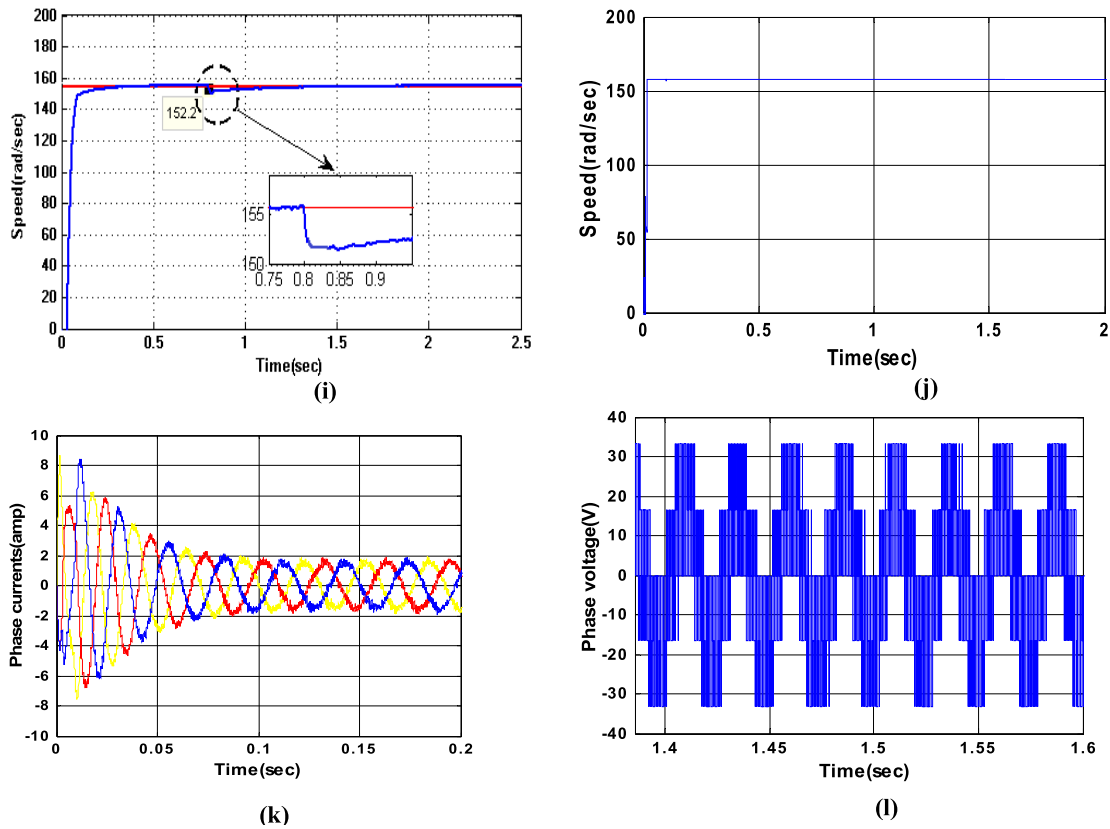 200
180
160
140
120
100
80
60
40
20
0
Speed(rad/sec)
152.2
155
150
0.75 0.8 0.85 0.9
0 0.5 1 1.5 2 2.5
Time(sec)
(i)
200
150
100
50
0
Speed(rad/sec)
0 0.5 1 1.5 2
Time(sec)
(j)
10
8
6
4
2
0
-2
-4
-6
-8
-10
Phase currents(amp)
0 0.05 0.1 0.15 0.2
Time(sec)
(k)
40
30
20
10
0
-10
-20
-30
-40
Phase voltage(V)
1.4 1.45 1.5 1.55 1.6
Time(sec)
(l)